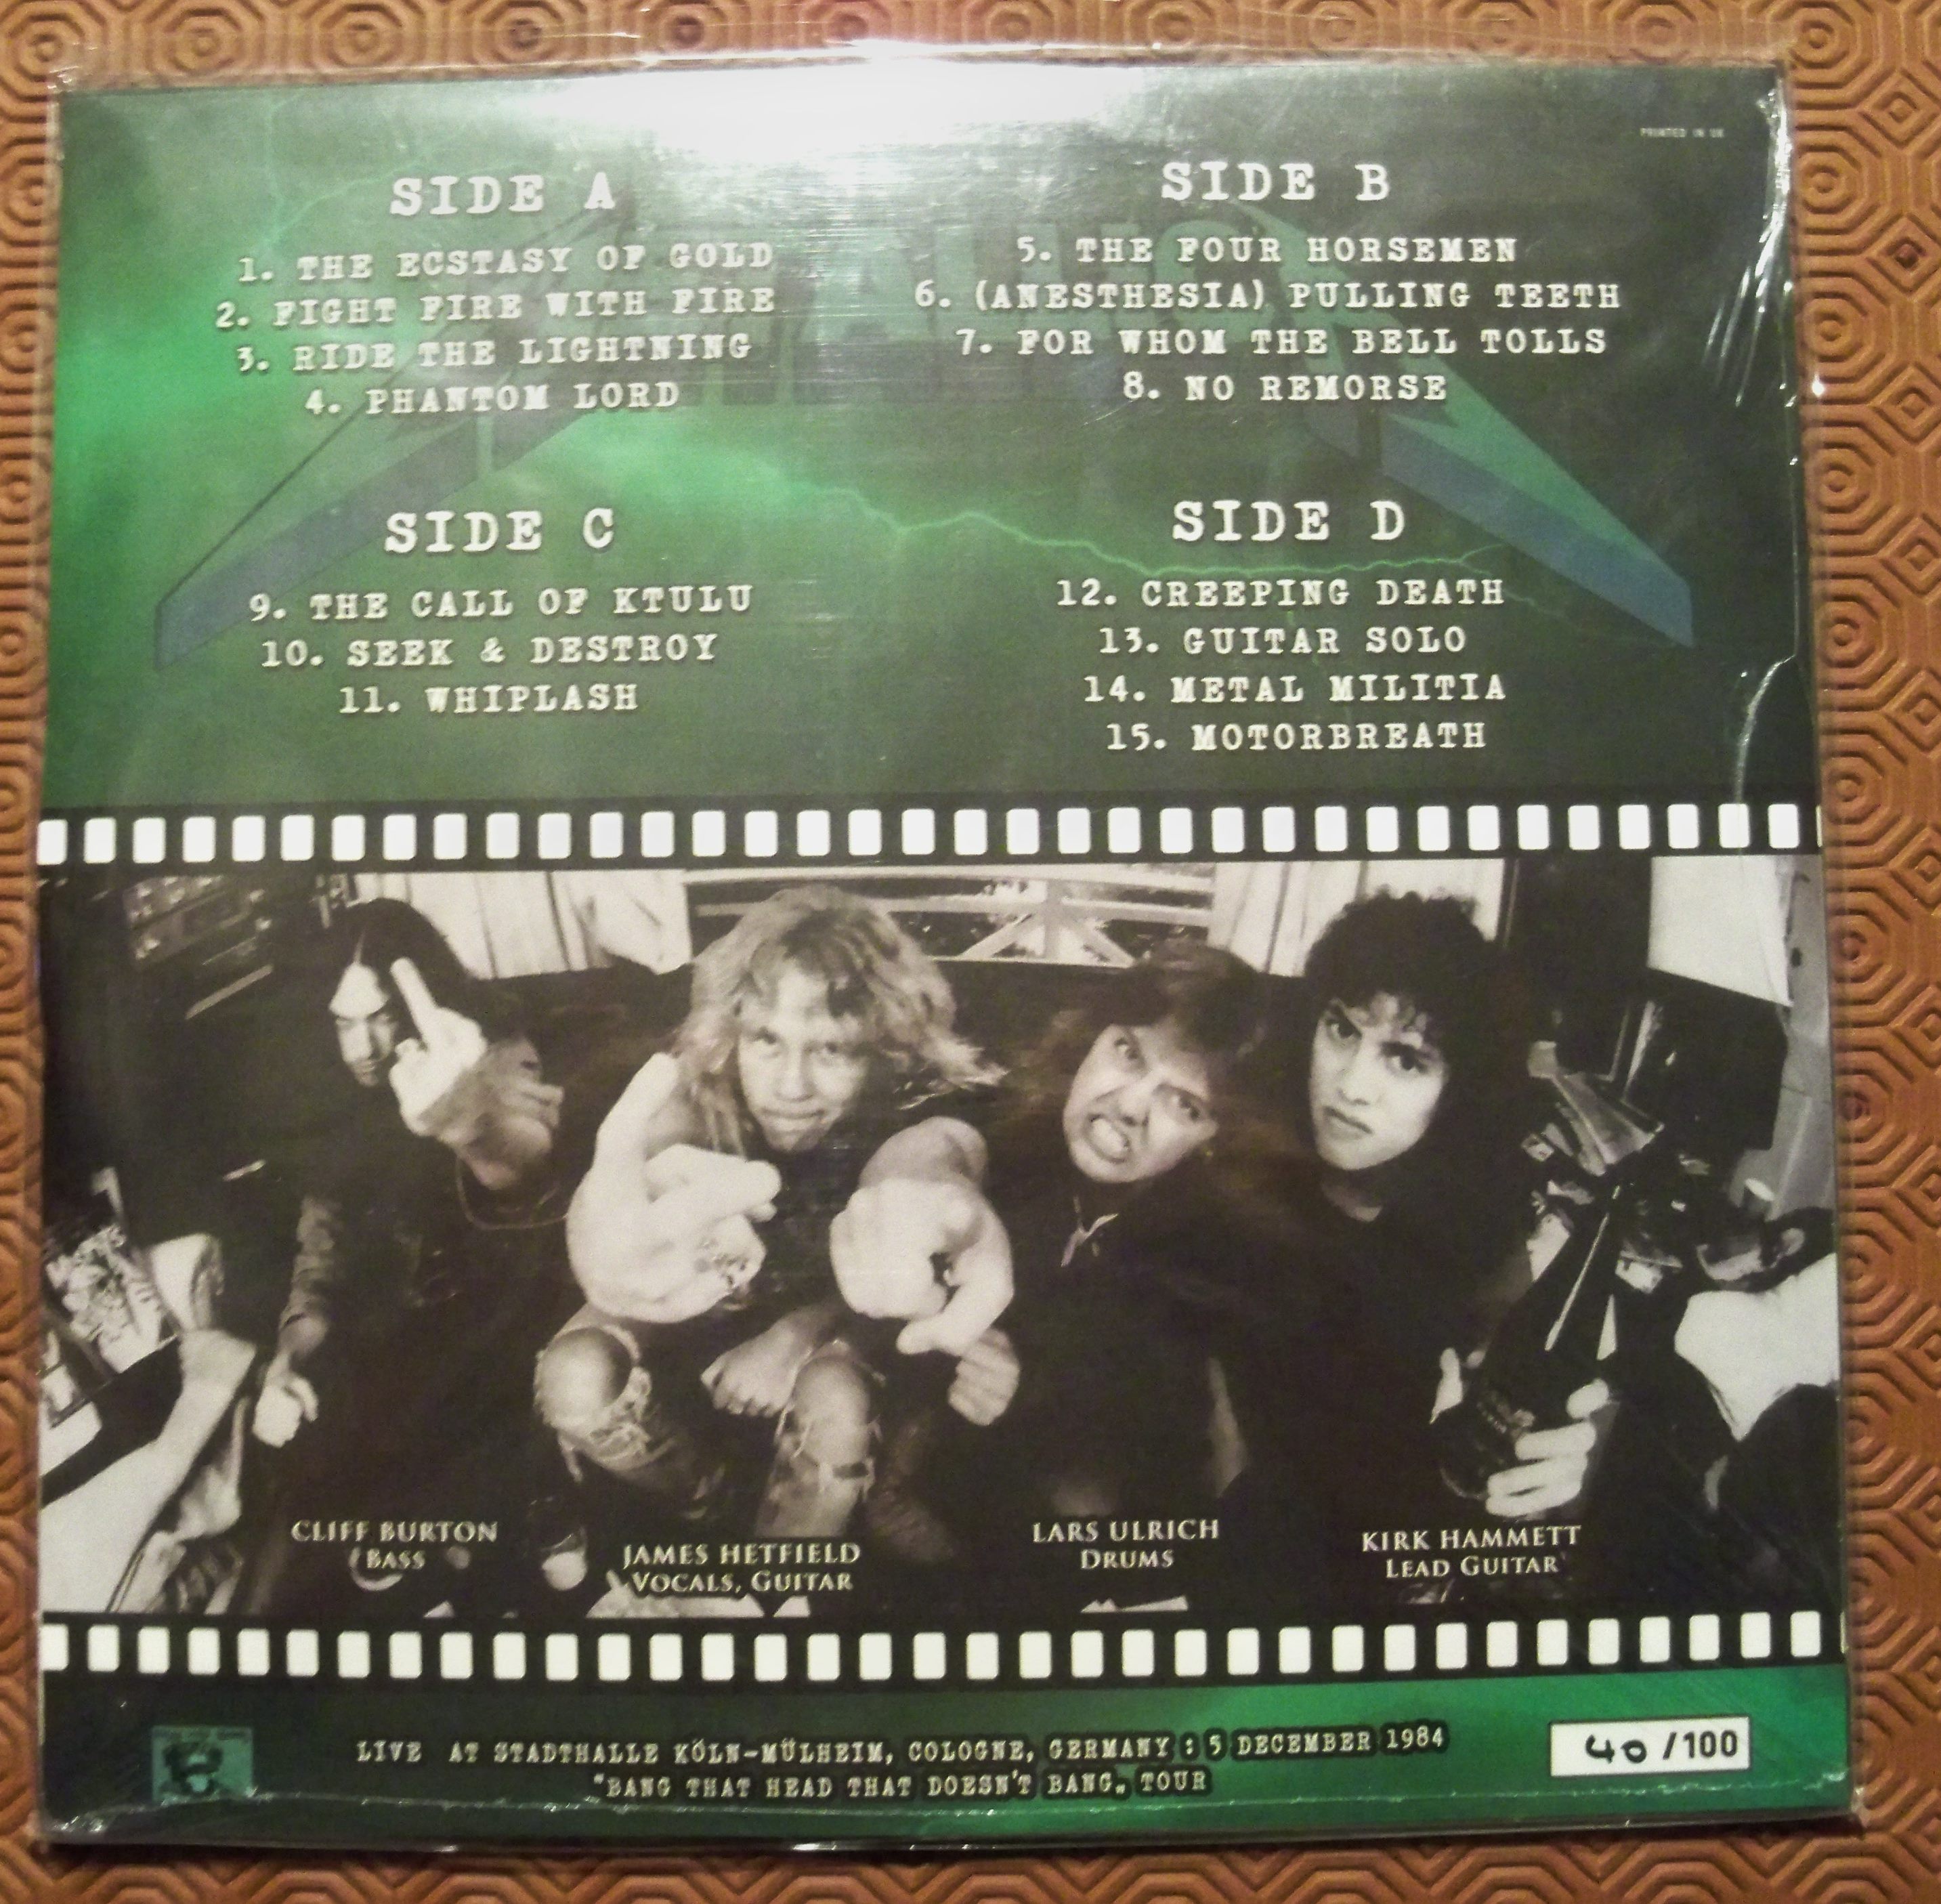 PRINTED IN UK
SIDE A
1. THE ECSTASY OF GOLD
2. FIGHT FIRE WITH FIRE
3. RIDE THE LIGHTNING
4. PHANTOM LORD
SIDE B
5. THE FOUR HORSEMEN
6. (ANESTHESIA) PULLING TEETH
7. FOR WHOM THE BELL TOLLS
8. NO REMORSE
SIDE C
9. THE CALL OF KTULU
10. SEEK & DESTROY
11. WHIPLASH
SIDE D
12. CREEPING DEATH
13. GUITAR SOLO
14. METAL MILITIA
15. MOTORBREATH
CLIFF BURTON
BASS
JAMES HETFIELD
VOCALS, GUITAR
LARS ULRICH
DRUMS
KIRK HAMMETT
LEAD GUITAR
LIVE AT STADTHALLE KÖLN-MÜLHEIM, COLOGNE, GERMANY : 5 DECEMBER 1984
"BANG THAT HEAD THAT DOESN'T BANG„ TOUR
40/100